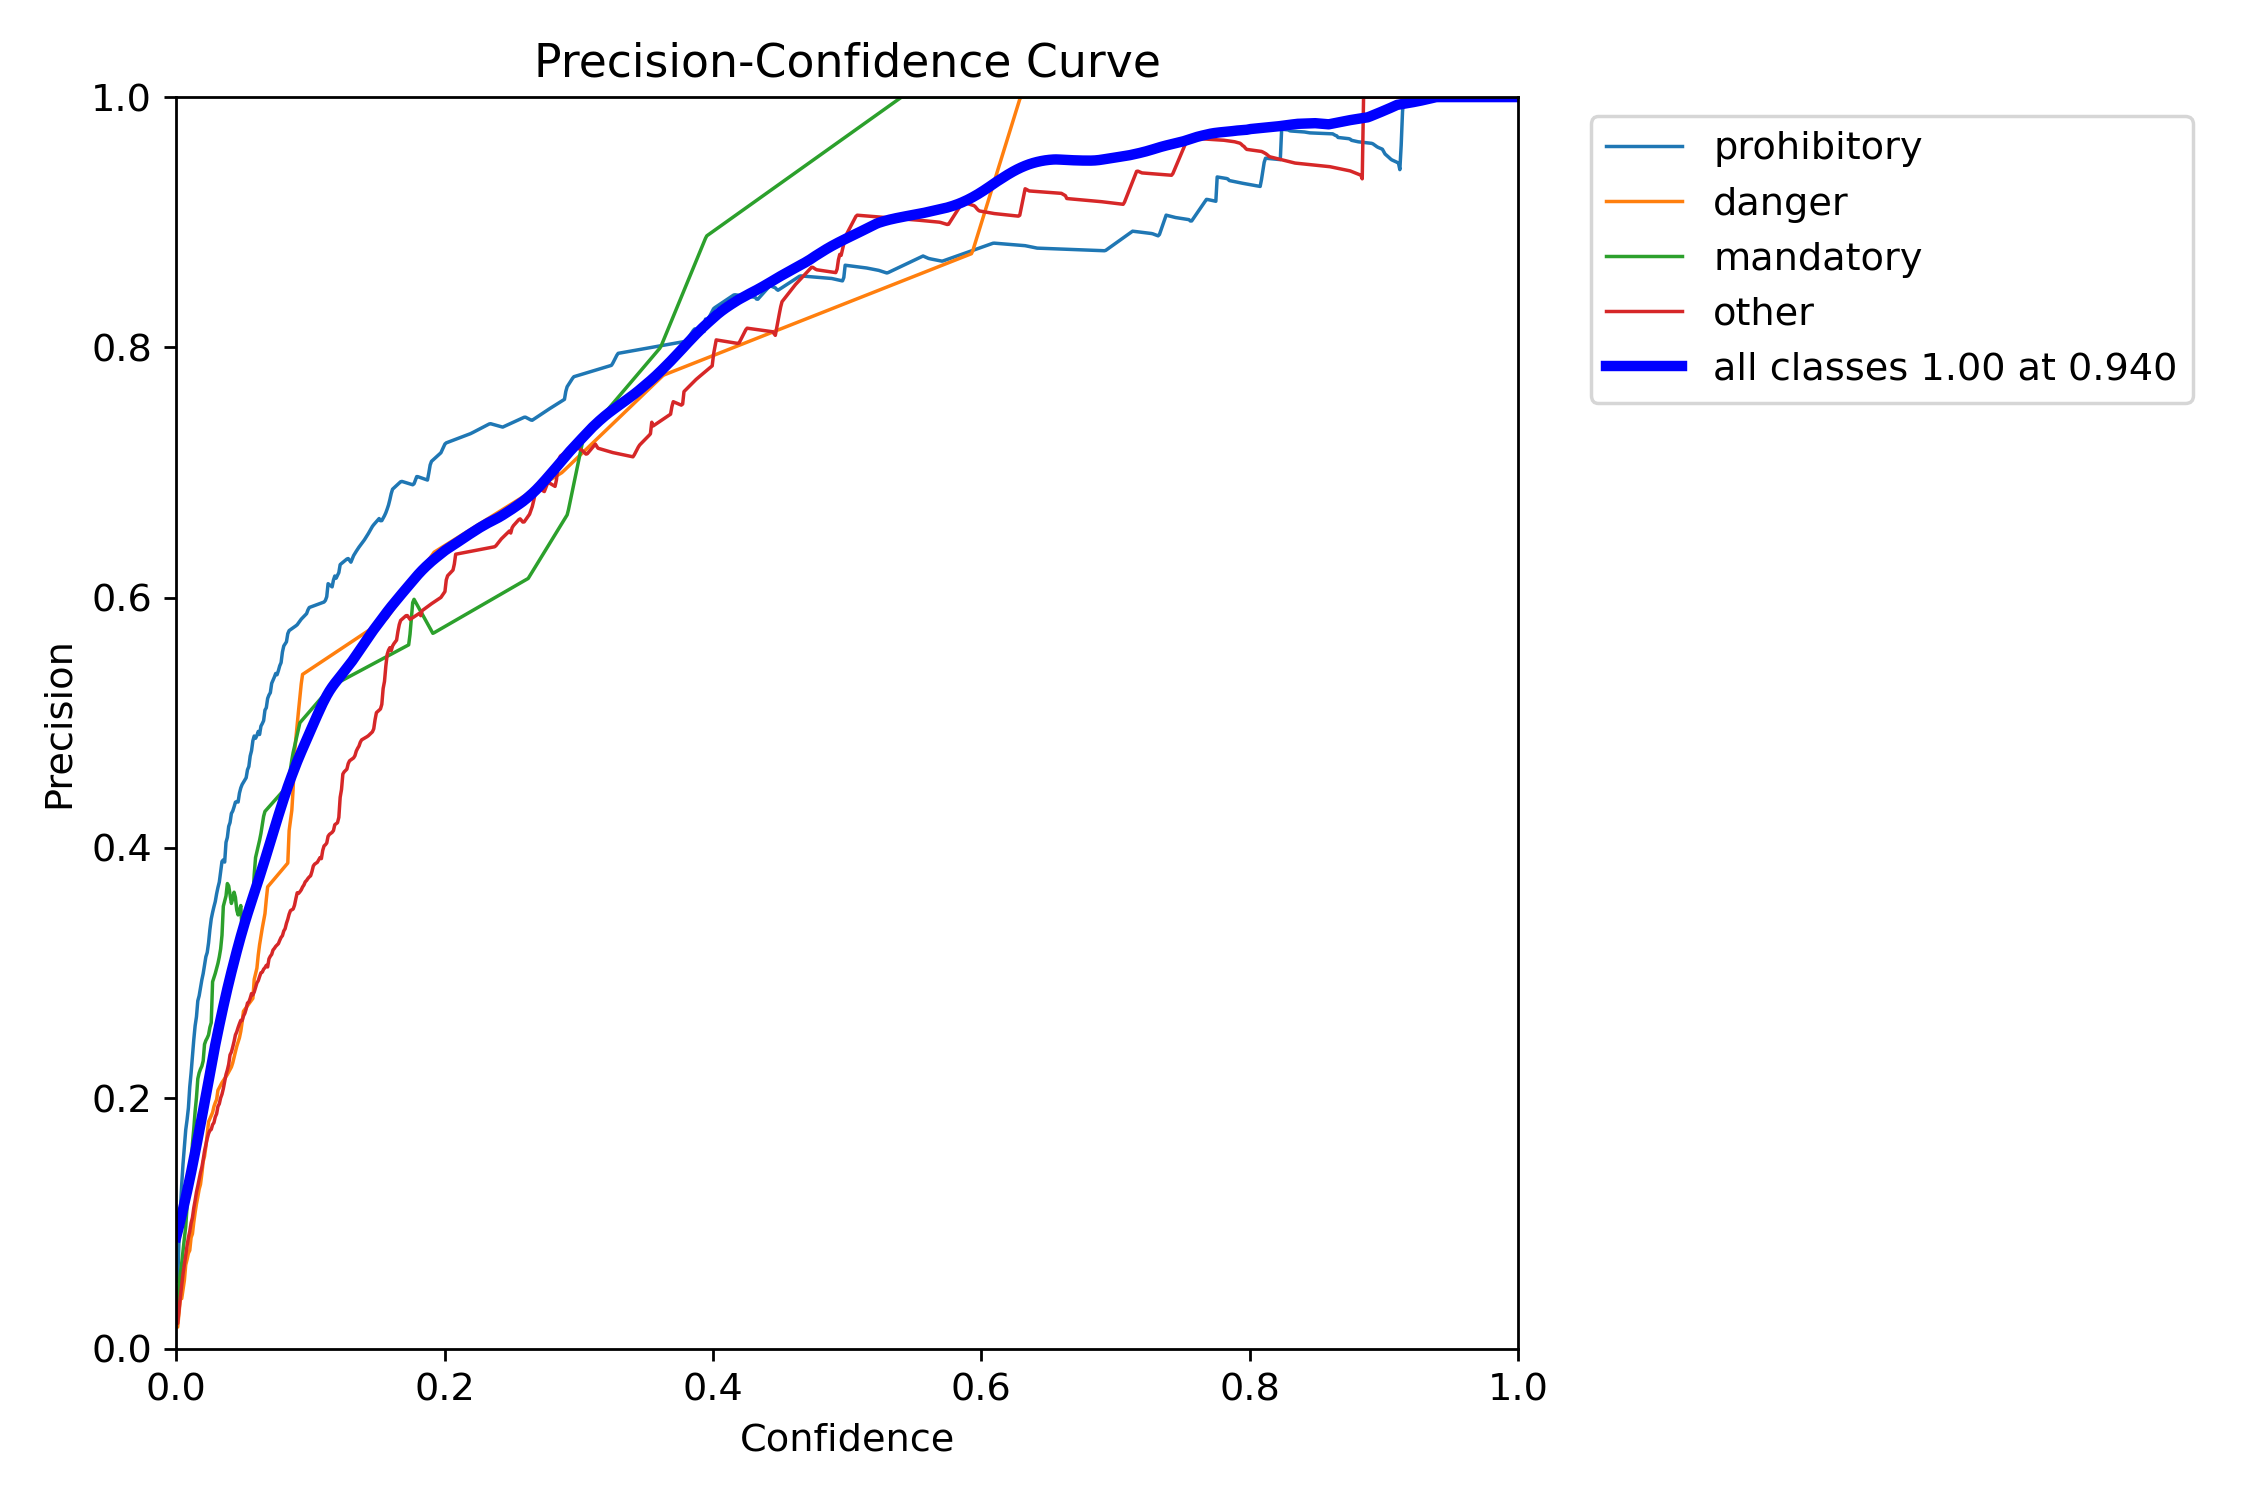 Precision-Confidence Curve
1.0
0.8
0.6
0.4
0.2
0.0
Precision
0.0 0.2 0.4 0.6 0.8 1.0
Confidence
prohibitory
danger
mandatory
other
all classes 1.00 at 0.940